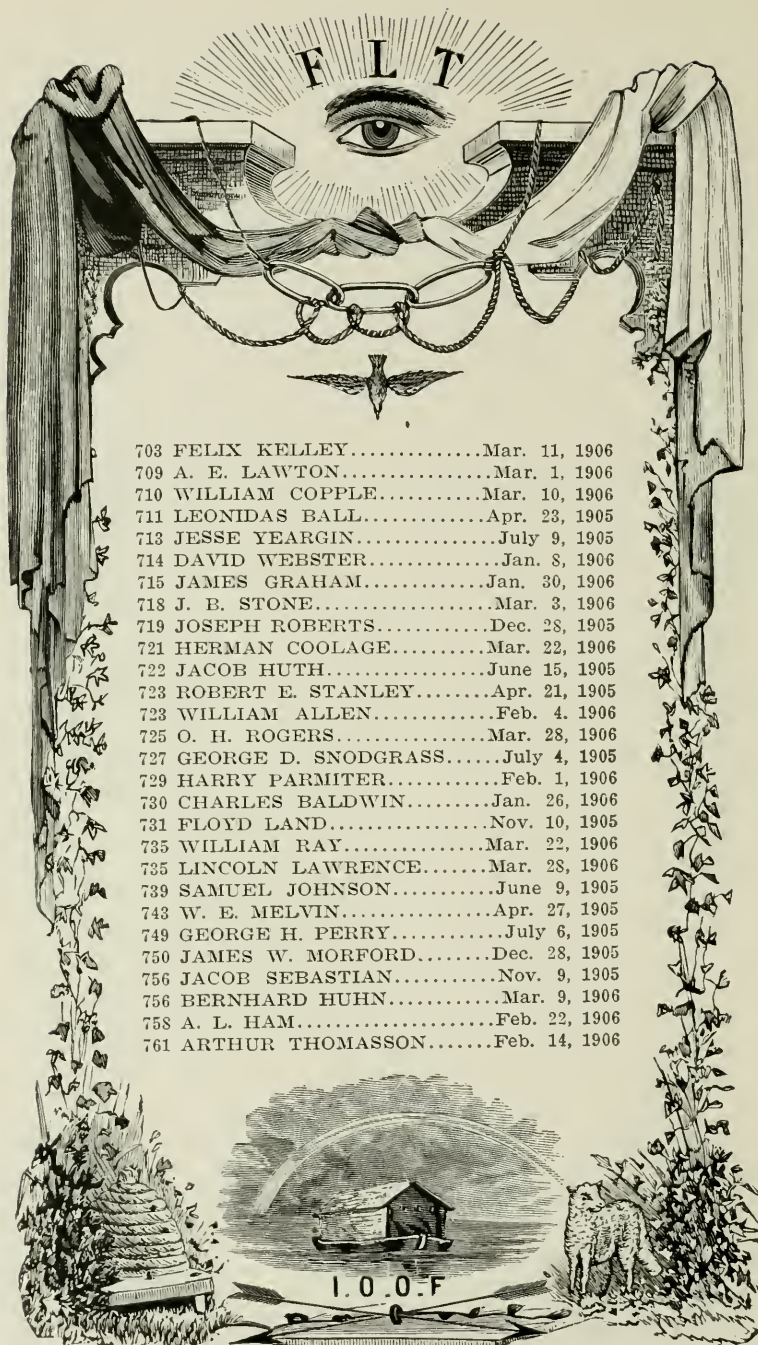 F L T
703 FELIX KELLEY.............Mar. 11, 1906
709 A. E. LAWTON..............Mar. 1, 1906
710 WILLIAM COPPLE..........Mar. 10, 1906
711 LEONIDAS BALL............Apr. 23, 1905
713 JESSE YEARGIN..............July 9, 1905
714 DAVID WEBSTER.............Jan. 8, 1906
715 JAMES GRAHAM............Jan. 30, 1906
718 J. B. STONE.................Mar. 3, 1906
719 JOSEPH ROBERTS...........Dec. 28, 1905
721 HERMAN COOLAGE.........Mar. 22, 1906
722 JACOB HUTH...............June 15, 1905
723 ROBERT E. STANLEY.......Apr. 21, 1905
723 WILLIAM ALLEN............Feb. 4. 1906
725 O. H. ROGERS..............Mar. 28, 1906
727 GEORGE D. SNODGRASS......July 4, 1905
729 HARRY PARMITER...........Feb. 1, 1906
730 CHARLES BALDWIN........Jan. 26, 1906
731 FLOYD LAND...............Nov. 10, 1905
735 WILLIAM RAY.............Mar. 22, 1906
735 LINCOLN LAWRENCE......Mar. 28, 1906
739 SAMUEL JOHNSON..........June 9, 1905
743 W. E. MELVIN..............Apr. 27, 1905
749 GEORGE H. PERRY..........July 6, 1905
750 JAMES W. MORFORD.......Dec. 28, 1905
756 JACOB SEBASTIAN..........Nov. 9, 1905
756 BERNHARD HUHN...........Mar. 9, 1906
758 A. L. HAM...................Feb. 22, 1906
761 ARTHUR THOMASSON......Feb. 14, 1906
I.O.O.F